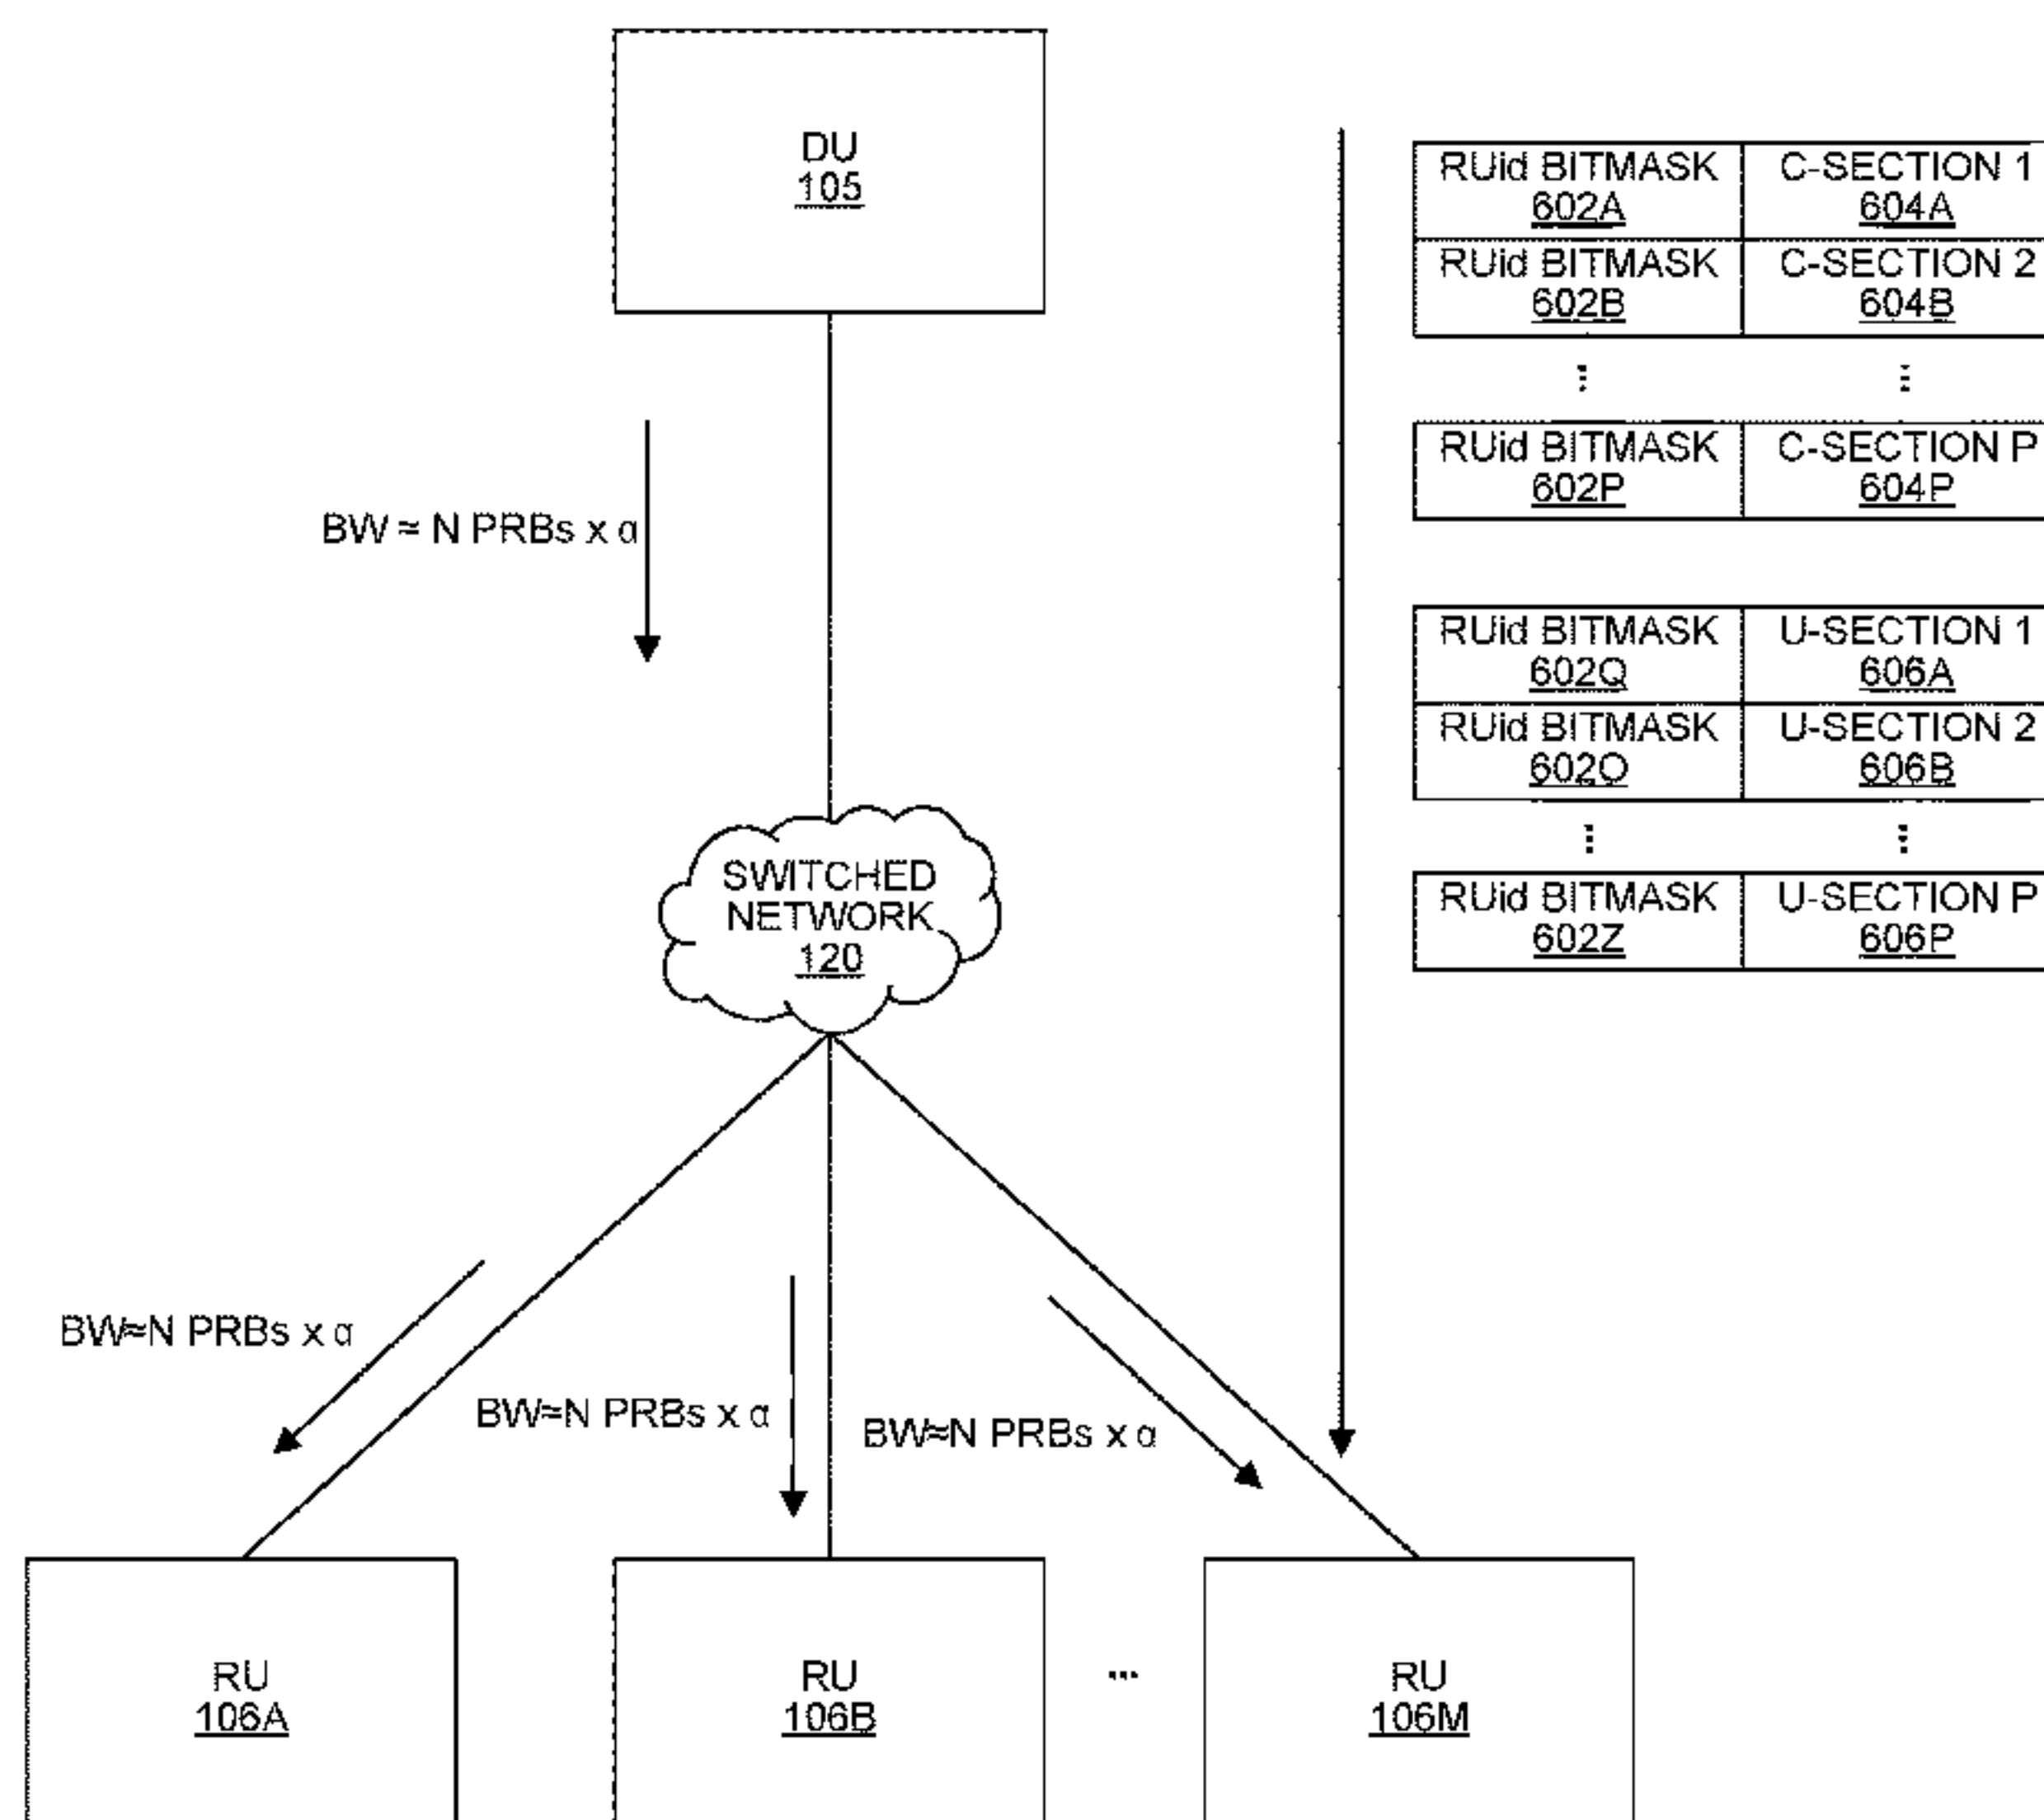 DU
105
RUid BITMASK C-SECTION 1
602A 604A
RUid BITMASK C-SECTION 2
602B 604B
⋮ ⋮
RUid BITMASK C-SECTION P
602P 604P
BW ≈ N PRBs x α
RUid BITMASK U-SECTION 1
602Q 606A
RUid BITMASK U-SECTION 2
602O 606B
⋮ ⋮
RUid BITMASK U-SECTION P
602Z 606P
SWITCHED
NETWORK
120
BW≈N PRBs x α
BW≈N PRBs x α
BW≈N PRBs x α
RU
106A
RU
106B
...
RU
106M